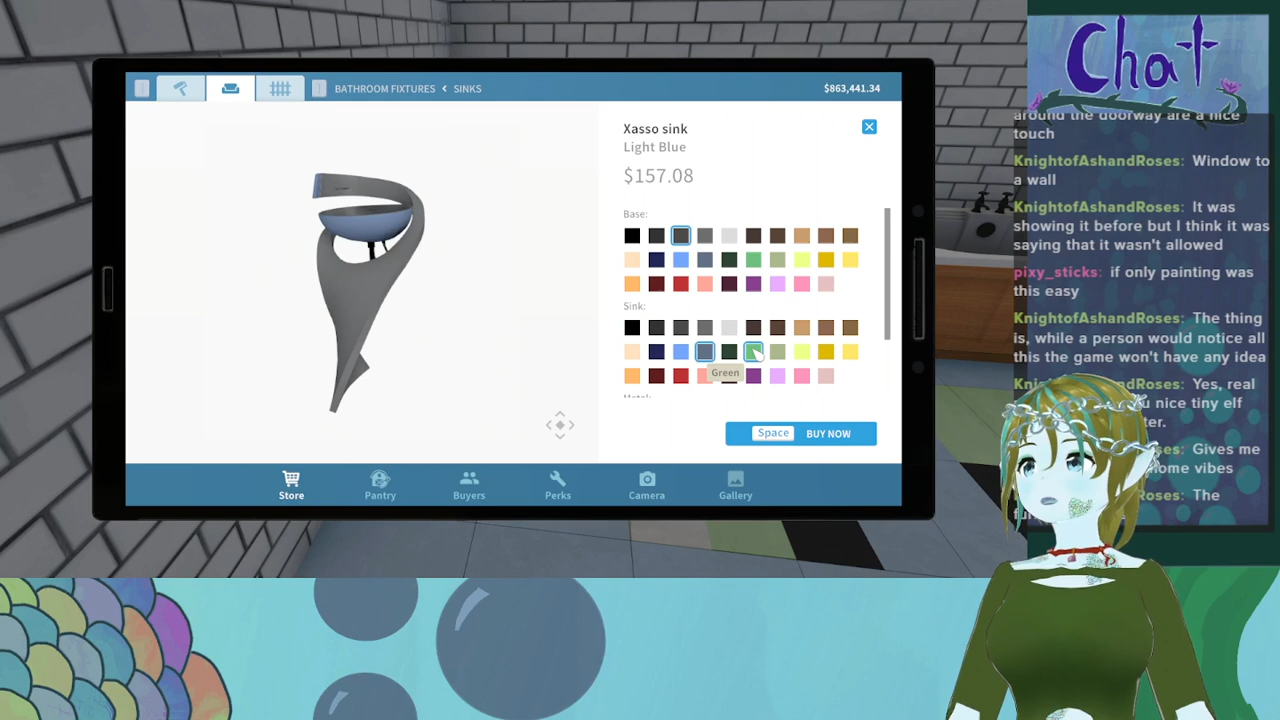 BATHROOM FIXTURES < SINKS
$863,441.34
Xasso sink
Light Blue
$157.08
Base:
Sink:
Green
Space BUY NOW
Store
Pantry
Buyers
Perks
Camera
Gallery
Chat
around the doorway are a nice
touch
KnightofAshandRoses: Window to
a wall
KnightofAshandRoses: It was
showing it before but I think it was
saying that it wasn't allowed
pixy_sticks: if only painting was
this easy
KnightofAshandRoses: The thing
is, while a person would notice all
this the game won't have any idea
Yes, real
nice tiny elf
Gives me
vibes
The